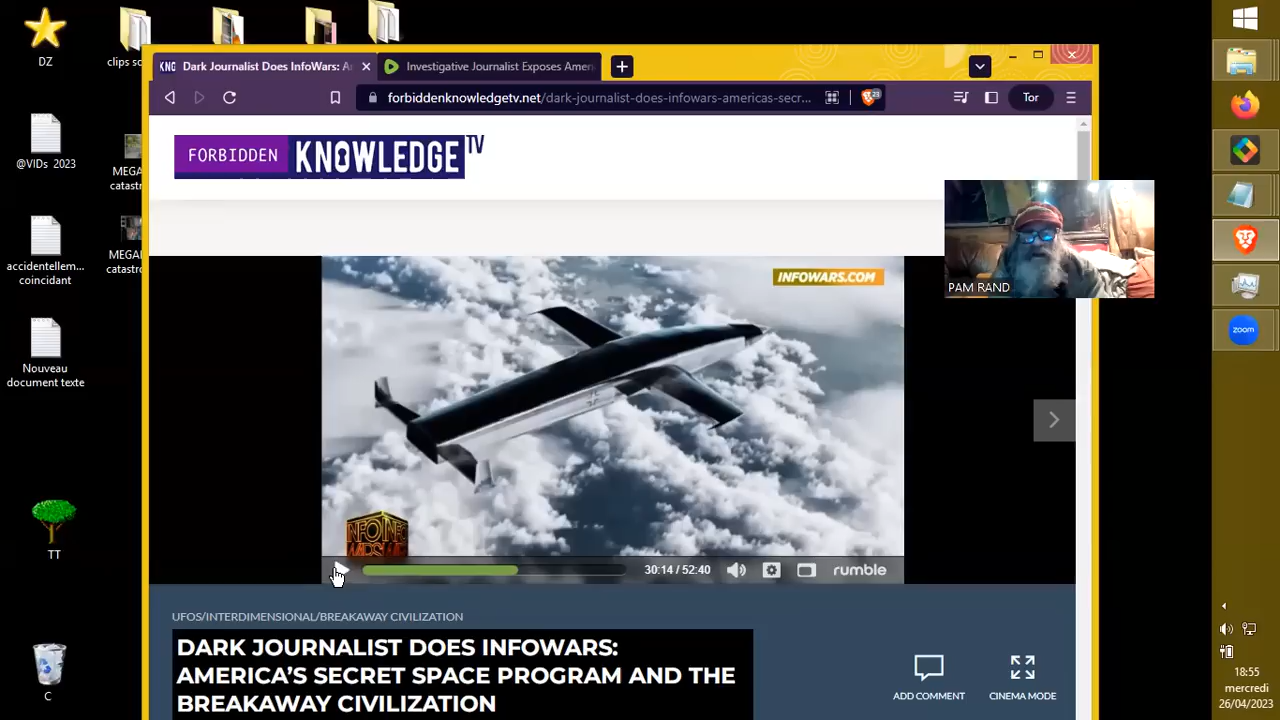 DZ
clips sc
@VIDs 2023
MEGA
catast
accidentellem...
coincidant
MEGA
catast
Nouveau
document texte
TT
C
KNO Dark Journalist Does InfoWars: A
Investigative Journalist Exposes Amer
forbiddenknowledgetv.net/dark-journalist-does-infowars-americas-secr...
23
Tor
FORBIDDEN KNOWLEDGE TV
INFOWARS.COM
PAM RAND
30:14 / 52:40
rumble
UFOS/INTERDIMENSIONAL/BREAKAWAY CIVILIZATION
DARK JOURNALIST DOES INFOWARS:
AMERICA'S SECRET SPACE PROGRAM AND THE
BREAKAWAY CIVILIZATION
ADD COMMENT
CINEMA MODE
zoom
18:55
mercredi
26/04/2023